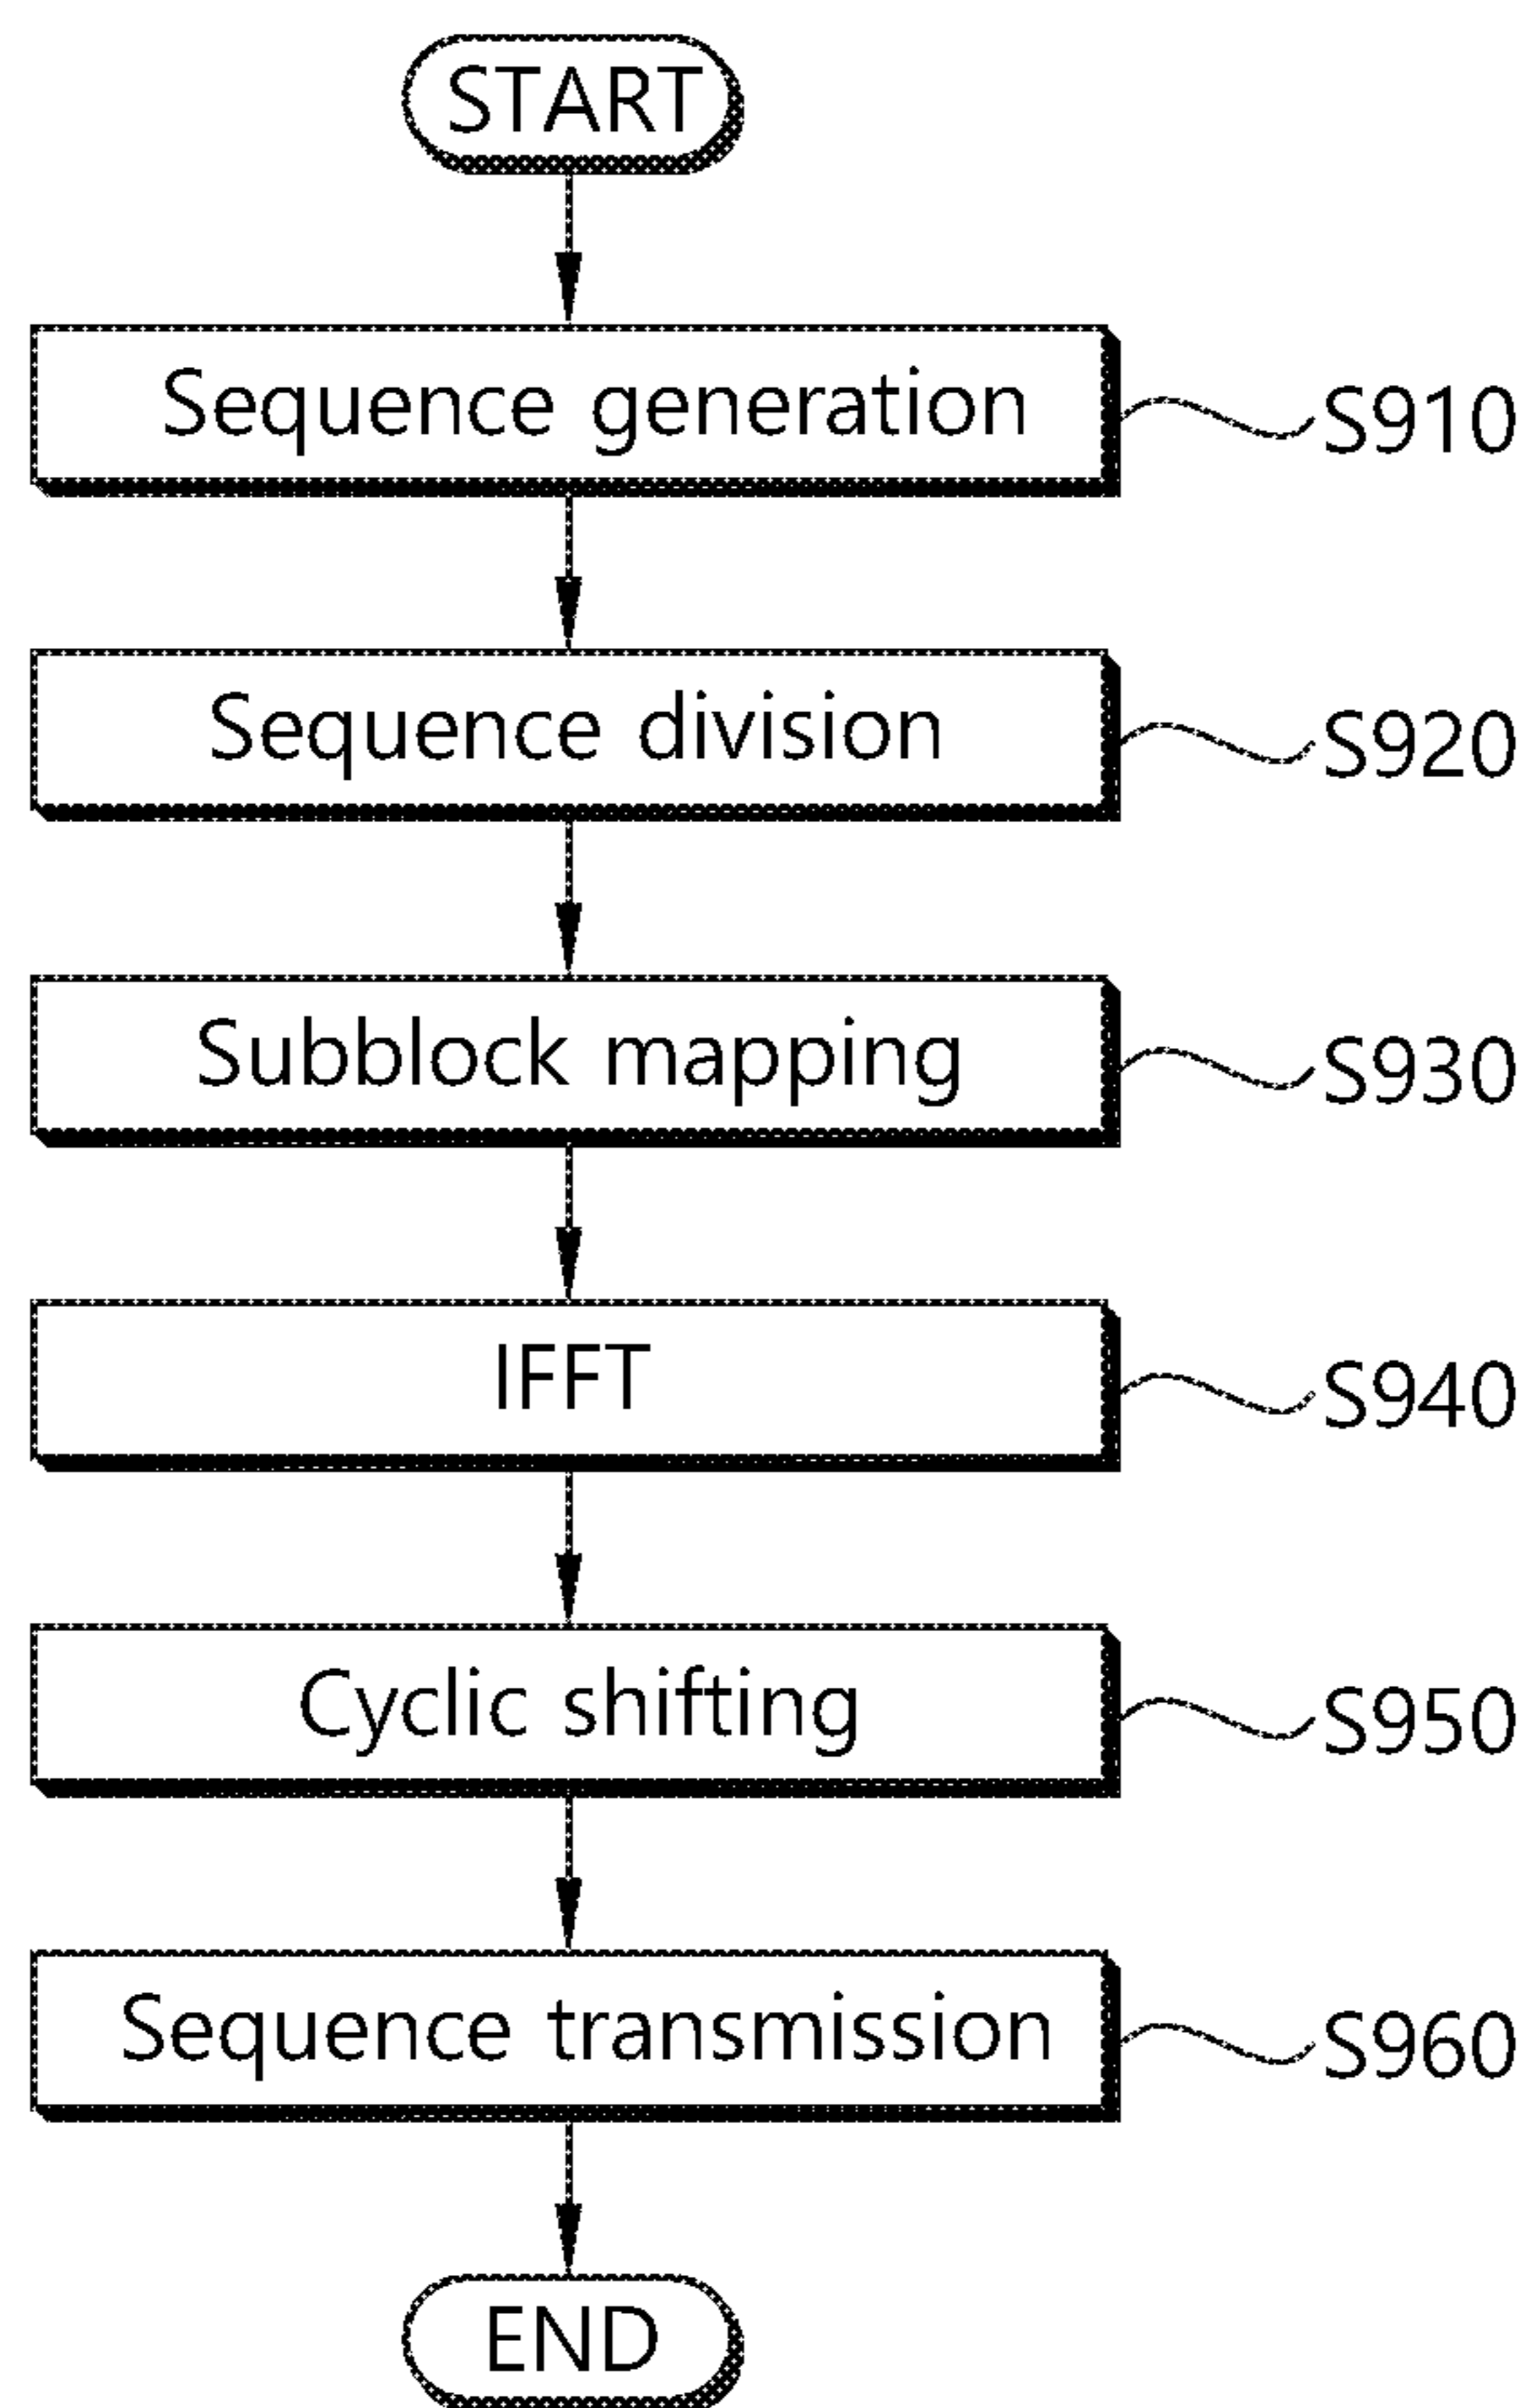 START
Sequence generation
S910
Sequence division
S920
Subblock mapping
S930
IFFT
S940
Cyclic shifting
S950
Sequence transmission
S960
END